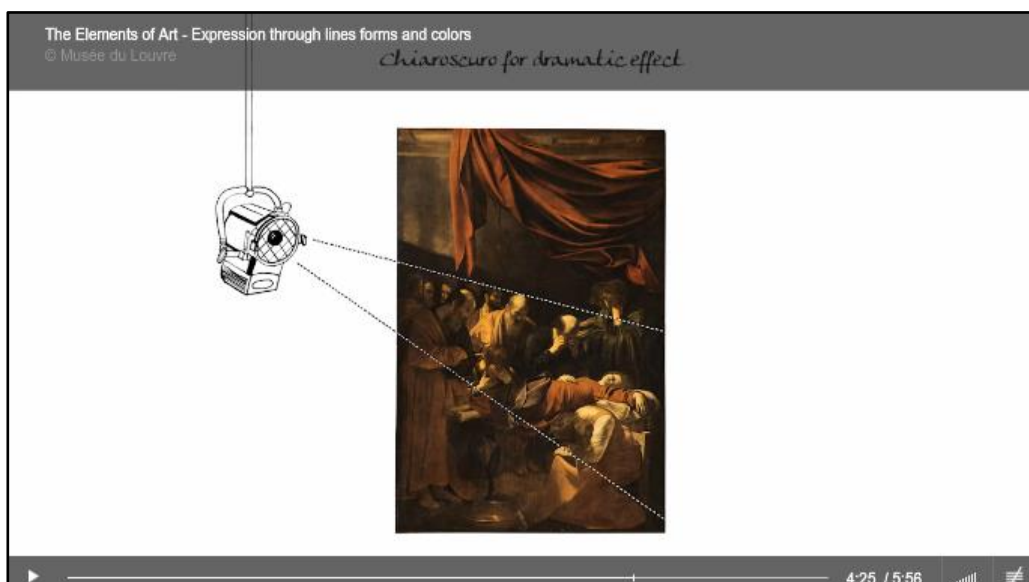 The Elements of Art - Expression through lines forms and colors
© Musée du Louvre
Chiaroscuro for dramatic effect
4:25 / 5:56